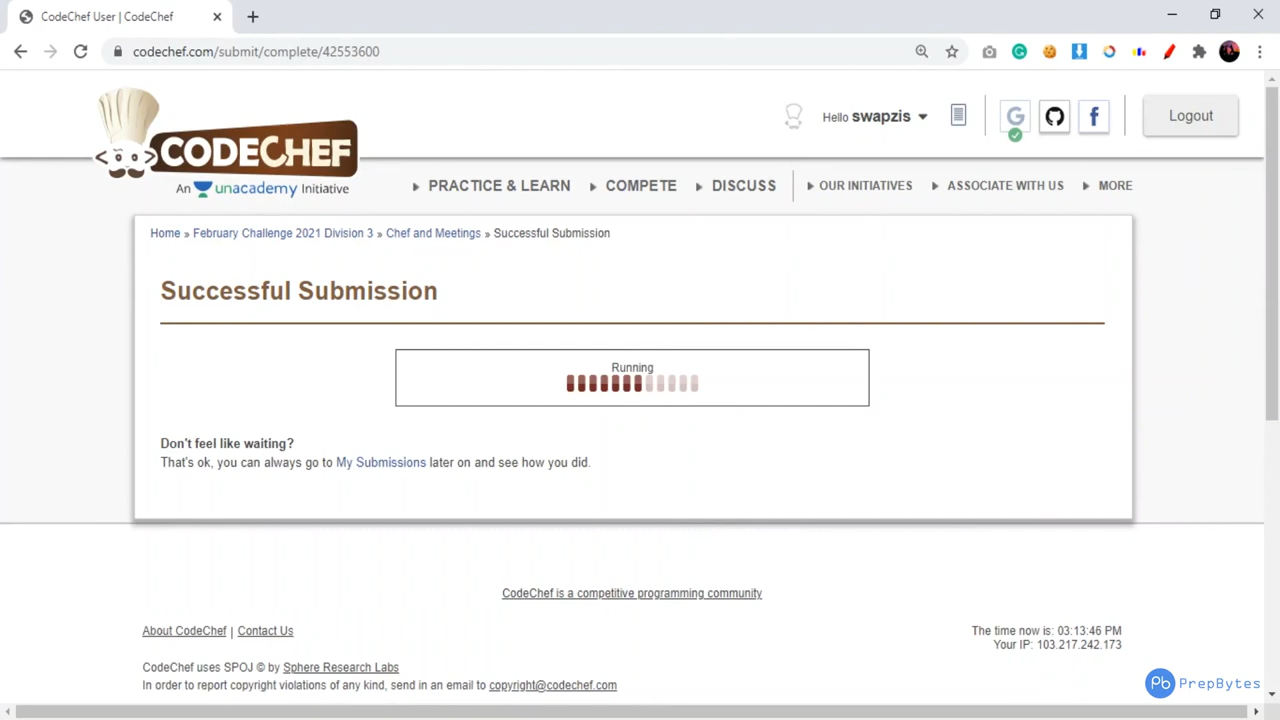 CodeChef User | CodeChef
codechef.com/submit/complete/42553600
CODECHEF
An unacademy Initiative
Hello swapzis
Logout
PRACTICE & LEARN COMPETE DISCUSS OUR INITIATIVES ASSOCIATE WITH US MORE
Home » February Challenge 2021 Division 3 » Chef and Meetings » Successful Submission
Successful Submission
Running
Don't feel like waiting?
That's ok, you can always go to My Submissions later on and see how you did.
CodeChef is a competitive programming community
About CodeChef | Contact Us
The time now is: 03:13:46 PM
Your IP: 103.217.242.173
CodeChef uses SPOJ © by Sphere Research Labs
In order to report copyright violations of any kind, send in an email to copyright@codechef.com
Pb PrepBytes